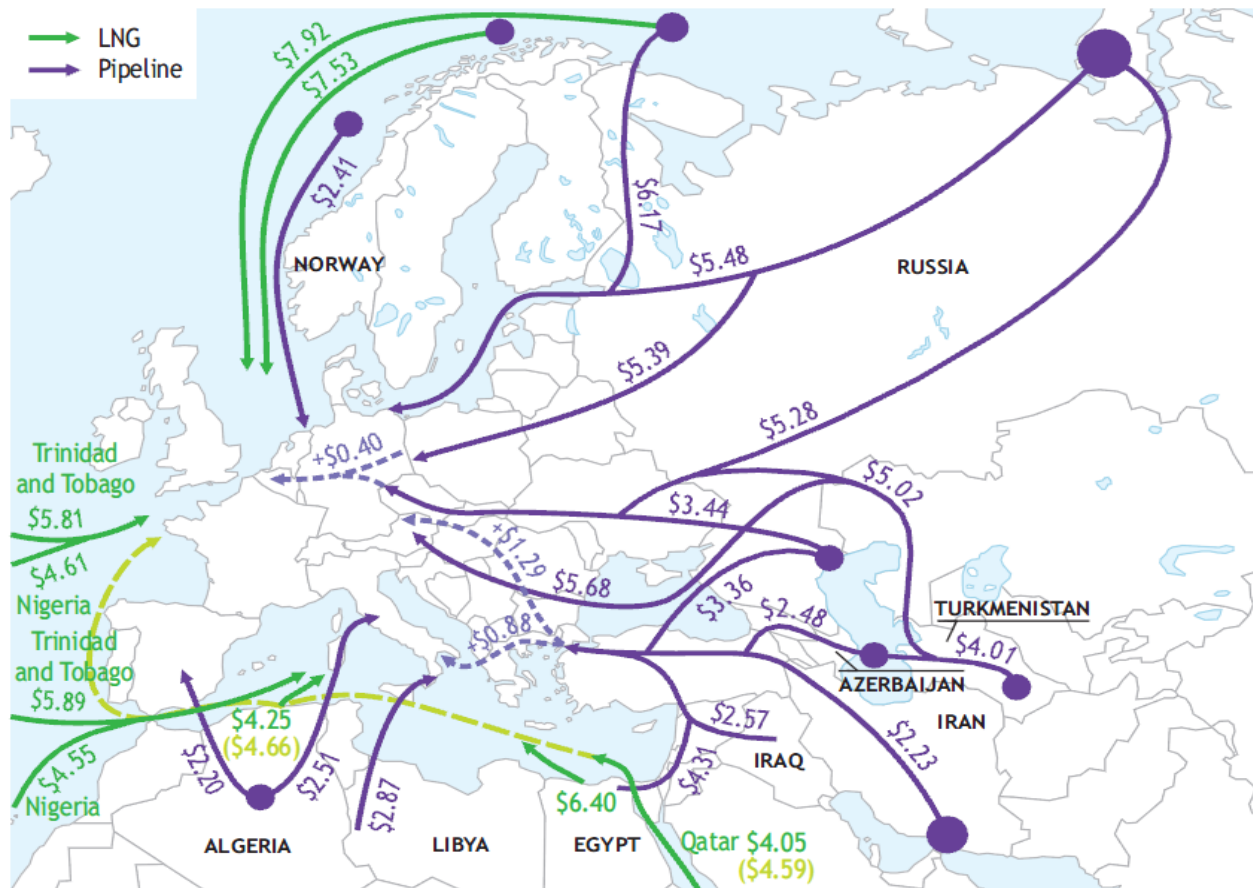 LNG
Pipeline
$7.92
$7.53
$2.41
$6.17
NORWAY
$5.48
RUSSIA
$5.39
$5.28
+$0.40
Trinidad
and Tobago
$5.81
$4.61
Nigeria
$5.02
$3.44
+$1.29
$5.68
$3.36
$2.48
TURKMENISTAN
$4.01
+$0.88
Trinidad
and Tobago
$5.89
AZERBAIJAN
IRAN
$4.25
($4.66)
$2.57
IRAQ
$2.23
$4.55
Nigeria
$2.20
$2.51
$2.87
$4.31
$6.40
ALGERIA
LIBYA
EGYPT
Qatar $4.05
($4.59)